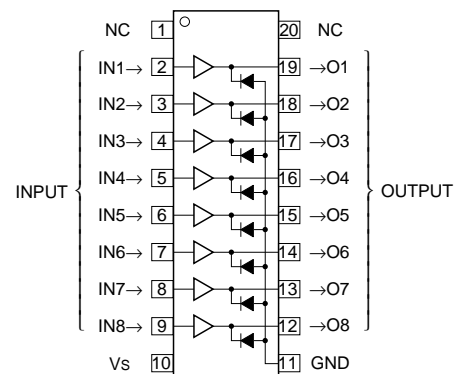 NC 1 20 NC
IN1→ 2 19 →O1
IN2→ 3 18 →O2
IN3→ 4 17 →O3
IN4→ 5 16 →O4
INPUT OUTPUT
IN5→ 6 15 →O5
IN6→ 7 14 →O6
IN7→ 8 13 →O7
IN8→ 9 12 →O8
Vs 10 11 GND